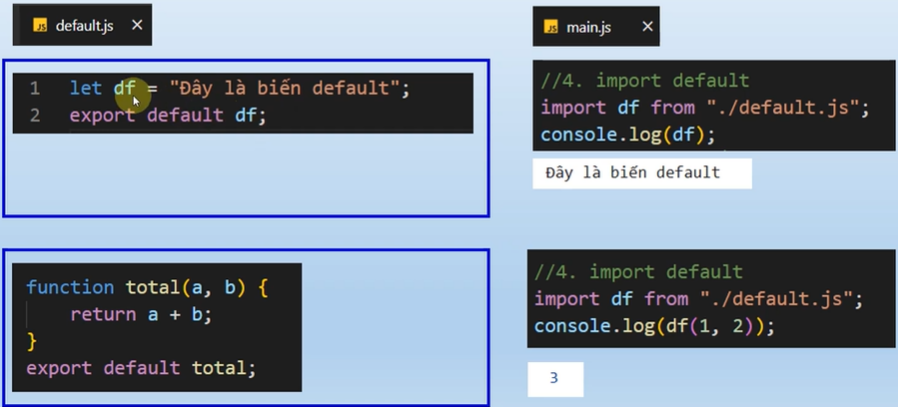 JS default.js ×
JS main.js ×
1 let df = "Đây là biến default";
2 export default df;
//4. import default
import df from "./default.js";
console.log(df);
Đây là biến default
function total(a, b) {
return a + b;
}
export default total;
//4. import default
import df from "./default.js";
console.log(df(1, 2));
3